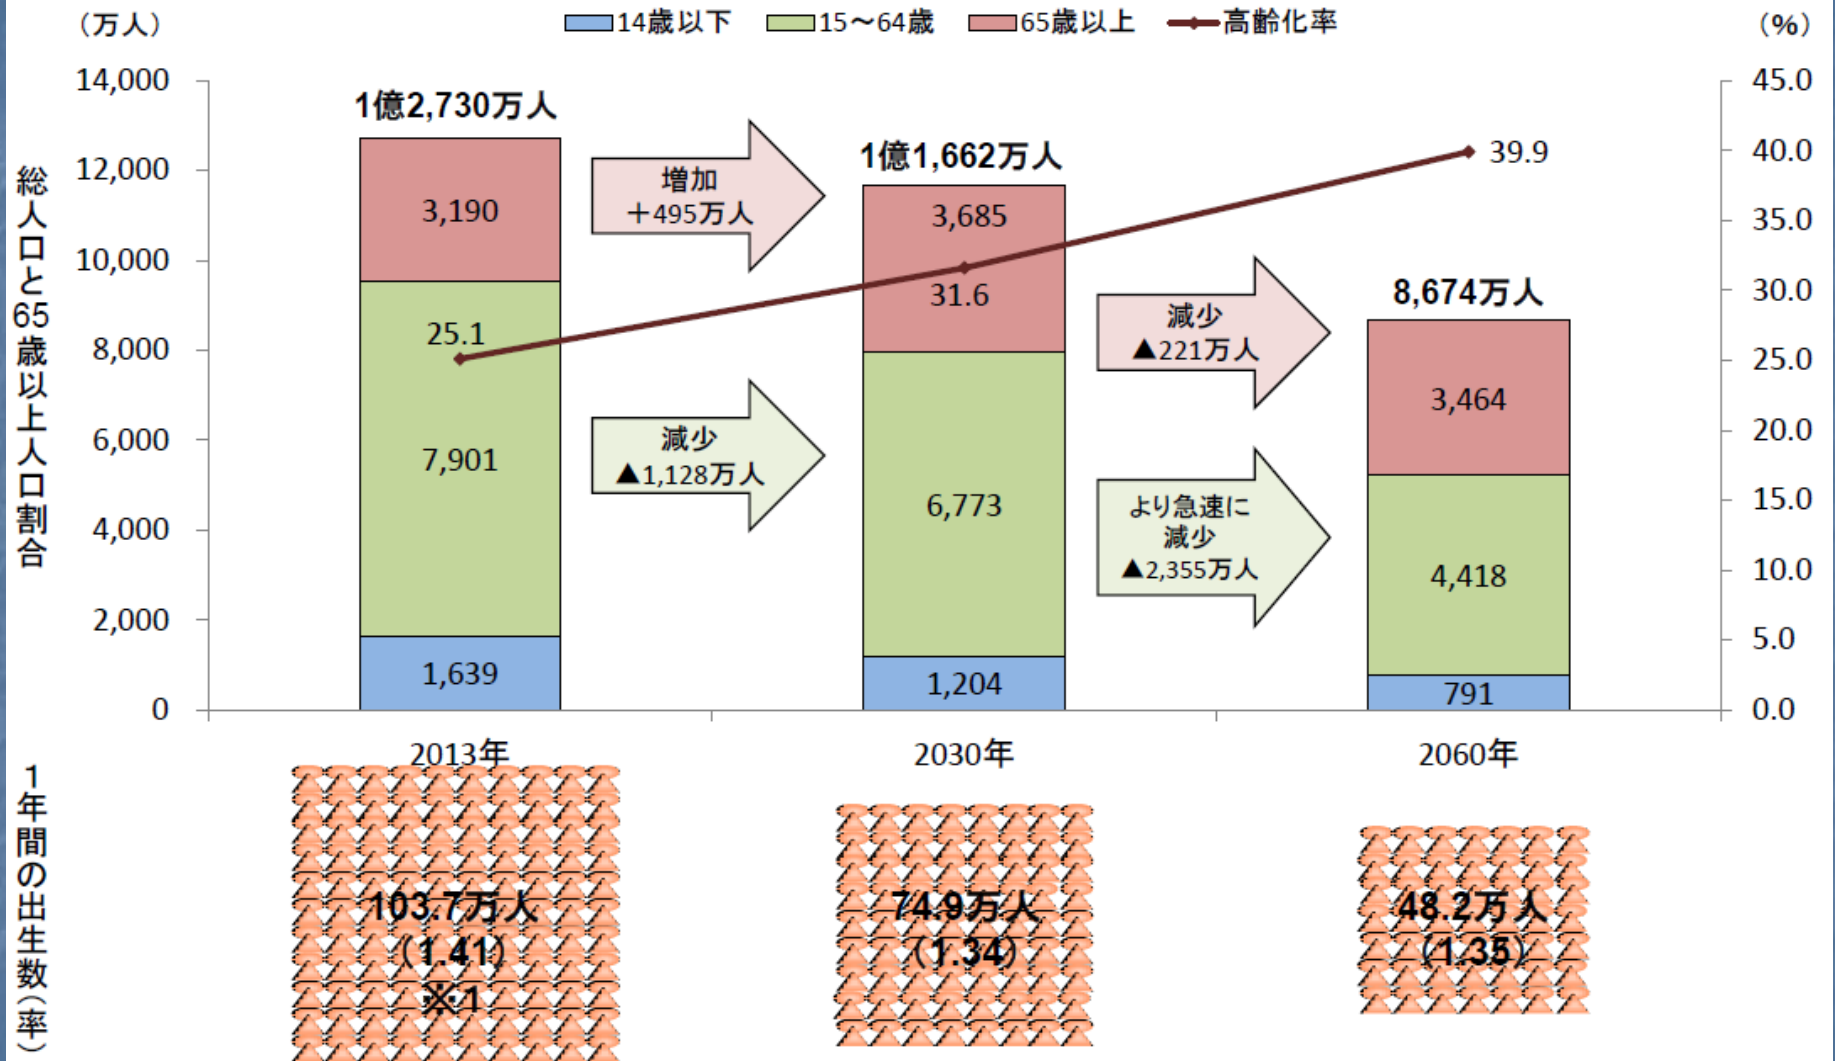 （万人）
14歳以下 15～64歳 65歳以上 高齢化率
（%）
14,000
12,000
10,000
8,000
6,000
4,000
2,000
0
45.0
40.0
35.0
30.0
25.0
20.0
15.0
10.0
5.0
0.0
総人口と65歳以上人口割合
1億2,730万人
3,190
25.1
7,901
1,639
増加
＋495万人
減少
▲1,128万人
1億1,662万人
3,685
31.6
6,773
1,204
減少
▲221万人
より急速に
減少
▲2,355万人
39.9
8,674万人
3,464
4,418
791
2013年 2030年 2060年
1年間の出生数（率）
103.7万人
（1.41）
※1
74.9万人
（1.34）
48.2万人
（1.35）